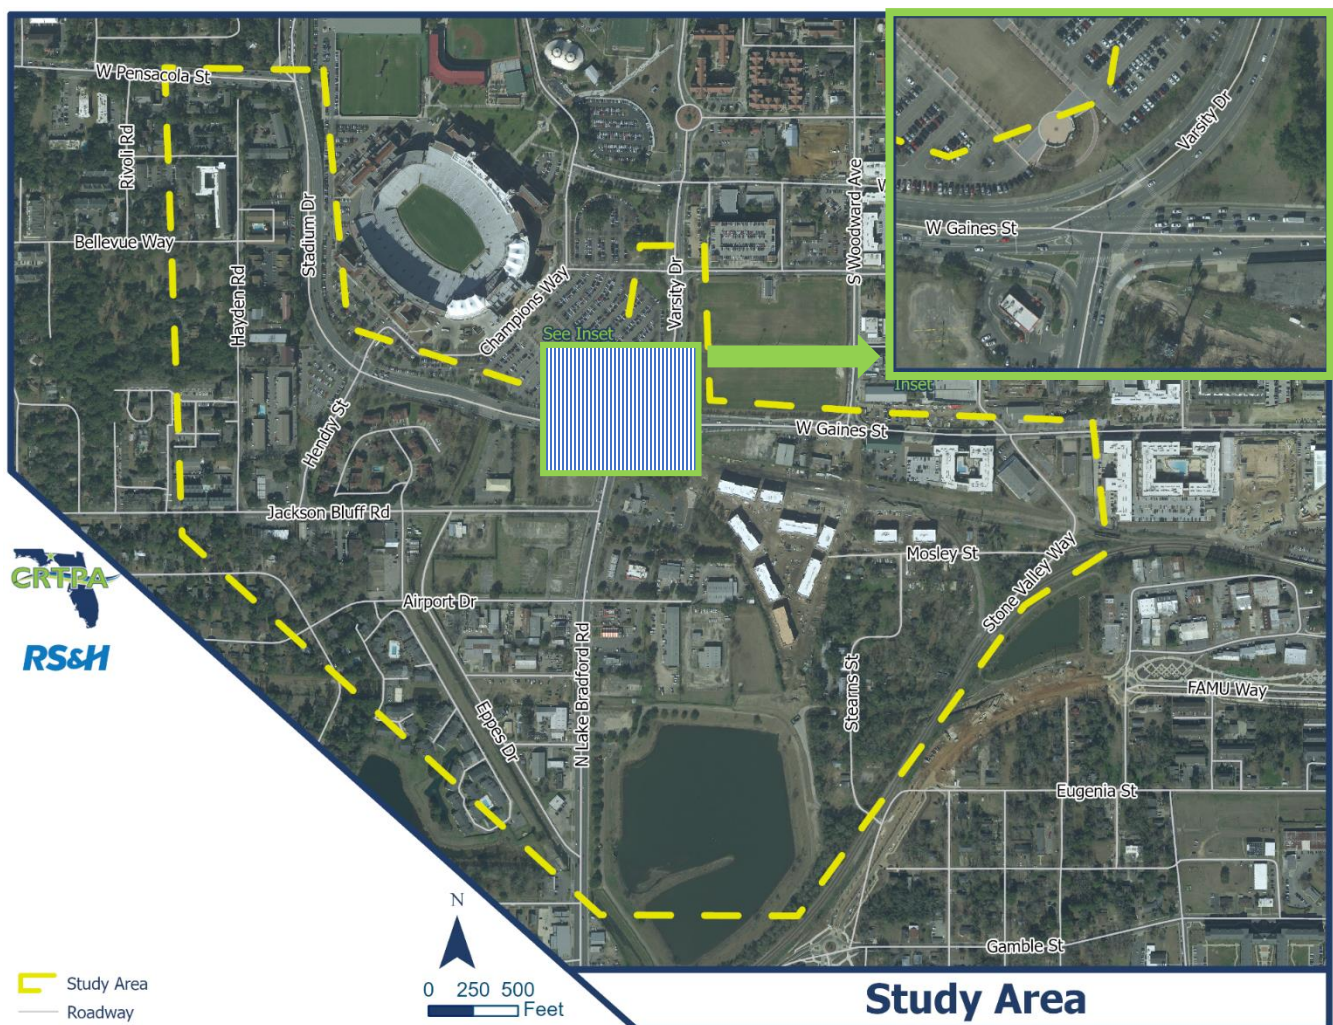 W Pensacola St
Rivoli Rd
Bellevue Way
Hayden Rd
Stadium Dr
Hendry St
Champions Way
See Inset
Varsity Dr
S Woodward Ave
W
Varsity Dr
W Gaines St
Inset
W Gaines St
Jackson Bluff Rd
Airport Dr
Eppes Dr
N Lake Bradford Rd
Mosley St
Stearns St
Stone Valley Way
FAMU Way
Eugenia St
Gamble St
CRTPA
RS&H
N
0 250 500
Feet
Study Area
Roadway
Study Area